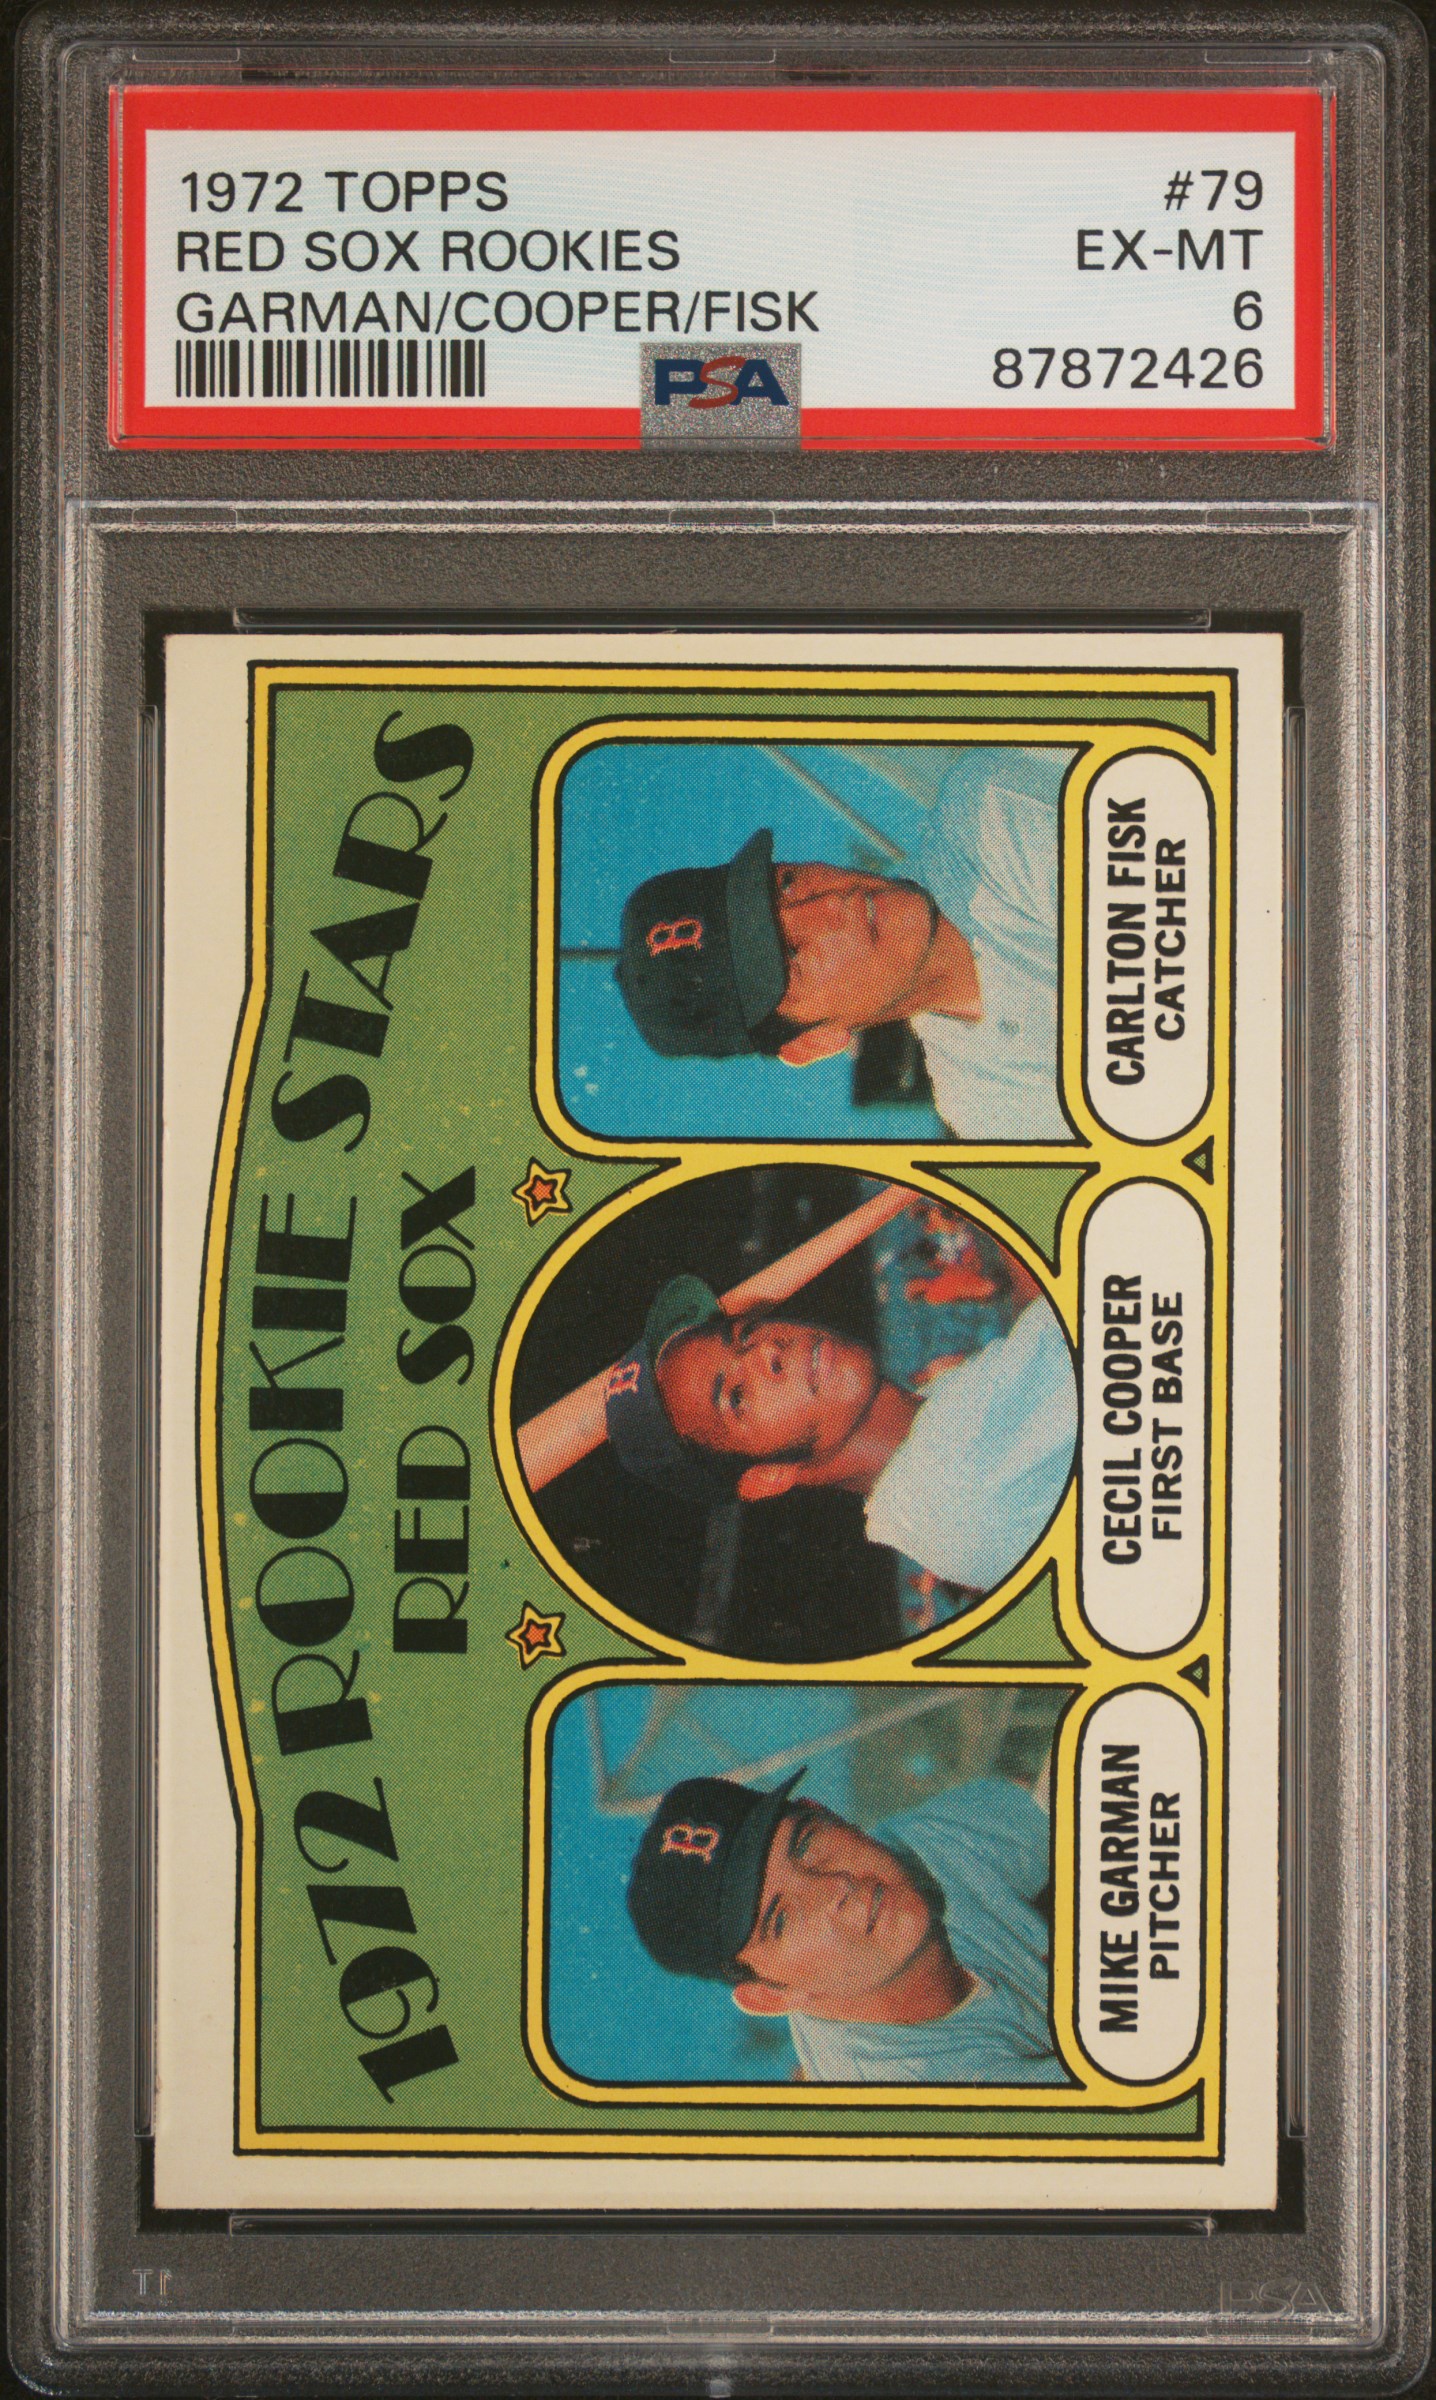 1972 TOPPS #79
RED SOX ROOKIES EX-MT
GARMAN/COOPER/FISK 6
PSA 87872426
1972 ROOKIE STARS
RED SOX
B
B
B
MIKE GARMAN
PITCHER
CECIL COOPER
FIRST BASE
CARLTON FISK
CATCHER
PSA